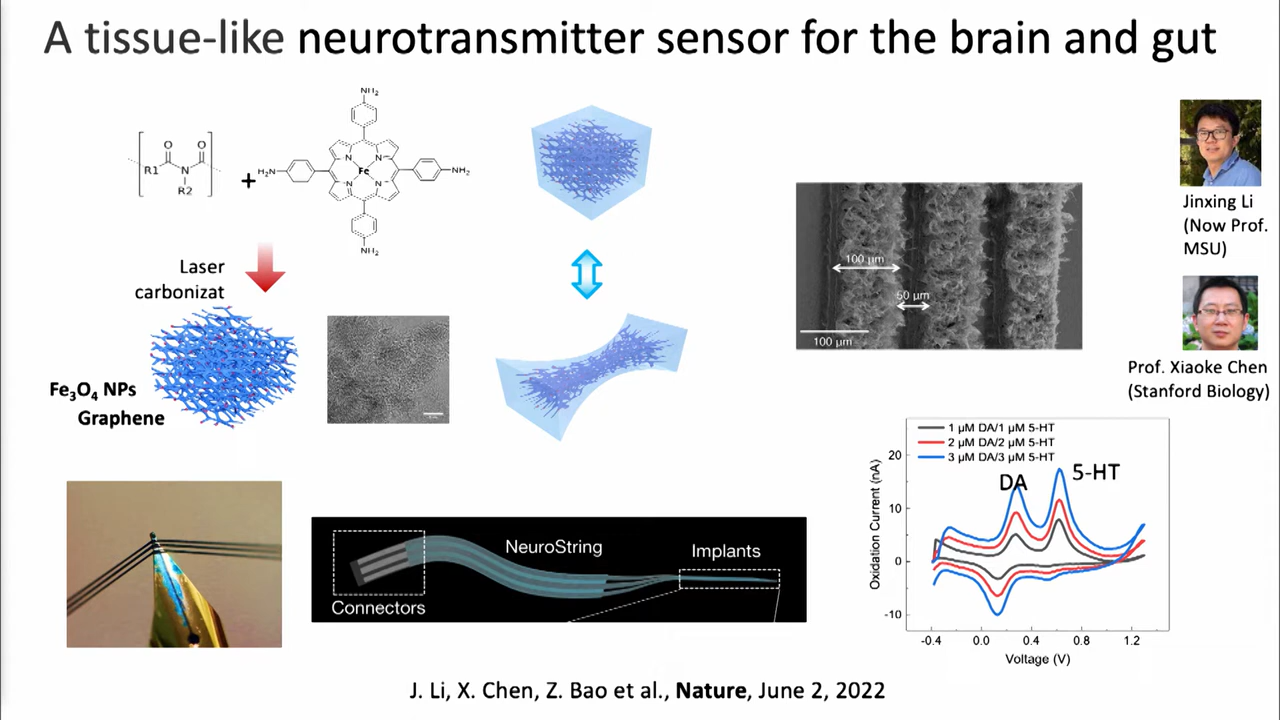 A tissue-like neurotransmitter sensor for the brain and gut
NH₂
O O
R1 N
R2
+
H₂N
N N
Fe
N N
NH₂
NH₂
Laser
carbonizat
Fe₃O₄ NPs
Graphene
100 µm
50 µm
100 µm
Jinxing Li
(Now Prof.
MSU)
Prof. Xiaoke Chen
(Stanford Biology)
NeuroString
Implants
Connectors
1 µM DA/1 µM 5-HT
2 µM DA/2 µM 5-HT
3 µM DA/3 µM 5-HT
DA
5-HT
Oxidation Current (nA)
20
10
0
-10
-0.4 0.0 0.4 0.8 1.2
Voltage (V)
J. Li, X. Chen, Z. Bao et al., Nature, June 2, 2022